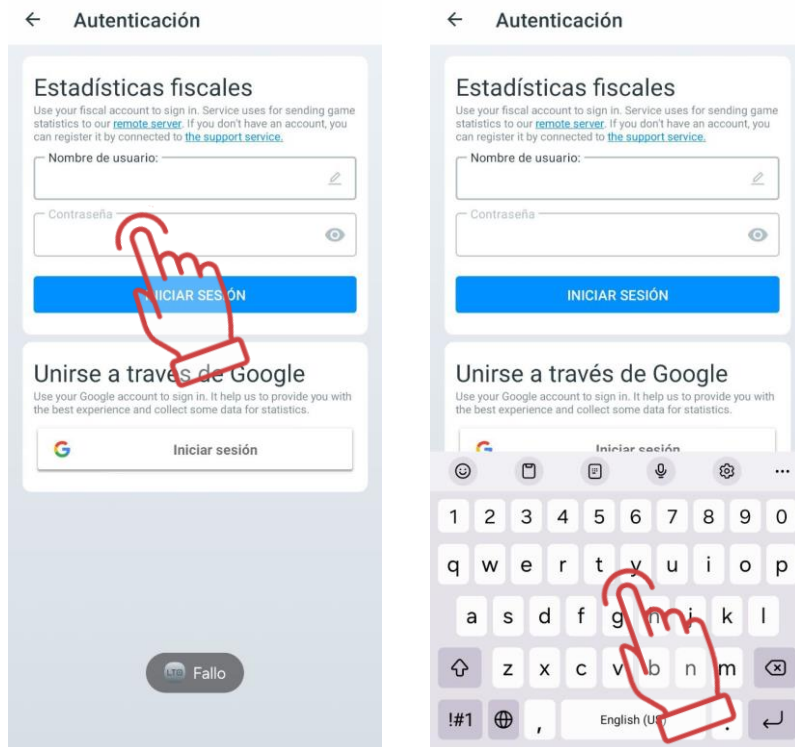 Autenticación
Estadísticas fiscales
Use your fiscal account to sign in. Service uses for sending game
statistics to our remote server. If you don't have an account, you
can register it by connected to the support service.
Nombre de usuario:
Contraseña
INICIAR SESIÓN
Unirse a través de Google
Use your Google account to sign in. It help us to provide you with
the best experience and collect some data for statistics.
Iniciar sesión
LTB Fallo
Autenticación
Estadísticas fiscales
Use your fiscal account to sign in. Service uses for sending game
statistics to our remote server. If you don't have an account, you
can register it by connected to the support service.
Nombre de usuario:
Contraseña
INICIAR SESIÓN
Unirse a través de Google
Use your Google account to sign in. It help us to provide you with
the best experience and collect some data for statistics.
Iniciar sesión
1 2 3 4 5 6 7 8 9 0
q w e r t y u i o p
a s d f g h j k l
z x c v b n m
!#1 , English (US) .